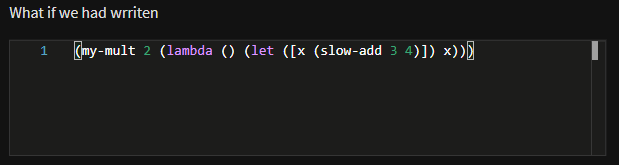 What if we had wrriten
1 (my-mult 2 (lambda () (let ([x (slow-add 3 4)]) x)))